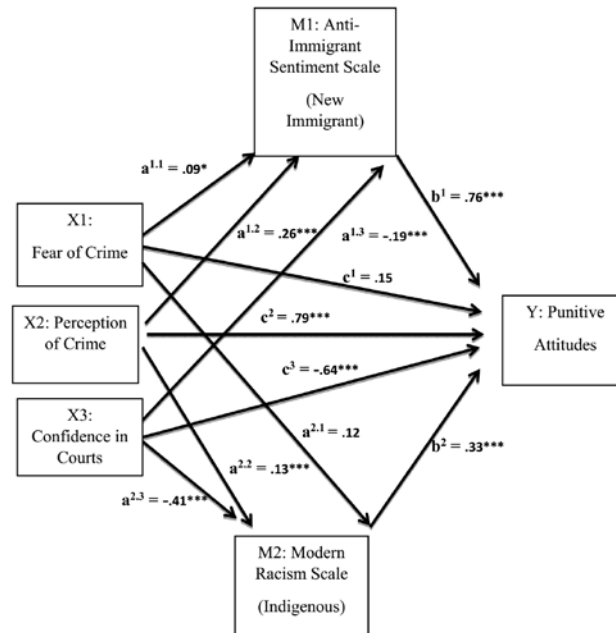 M1: Anti-
Immigrant
Sentiment Scale
(New
Immigrant)
a1.1 = .09*
b1 = .76***
X1:
Fear of Crime
a1.2 = .26***
a1.3 = -.19***
c1 = .15
X2: Perception
of Crime
c2 = .79***
Y: Punitive
Attitudes
c3 = -.64***
X3:
Confidence in
Courts
a2.1 = .12
b2 = .33***
a2.2 = .13***
a2.3 = -.41***
M2: Modern
Racism Scale
(Indigenous)